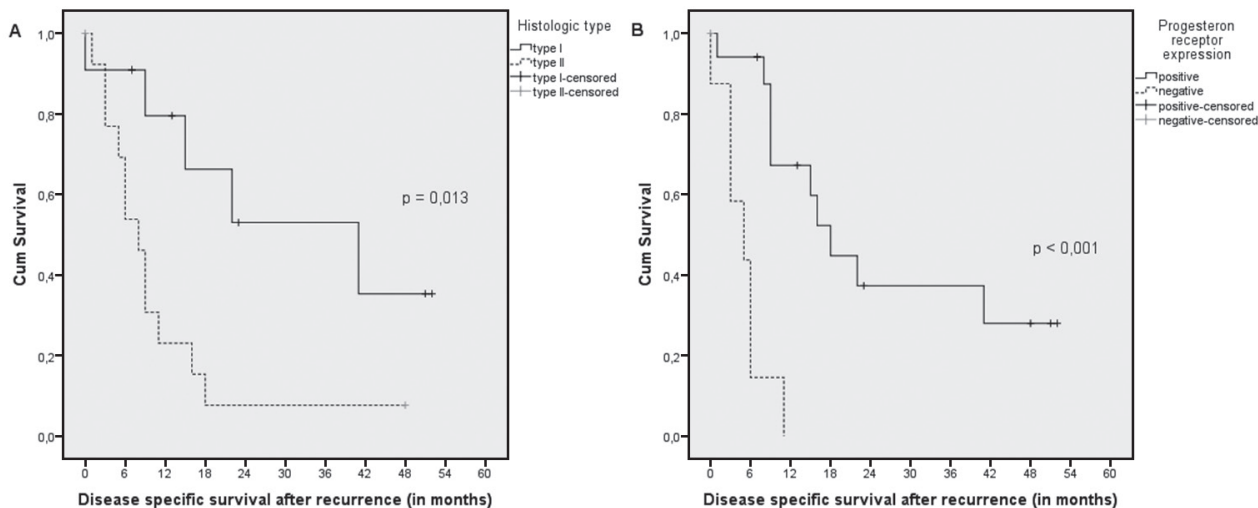 A
Histologic type
type I
type II
type I-censored
type II-censored
1,0
0,8
0,6
0,4
0,2
0,0
Cum Survival
p = 0,013
0 6 12 18 24 30 36 42 48 54 60
Disease specific survival after recurrence (in months)
B
Progesteron
receptor
expression
positive
negative
positive-censored
negative-censored
1,0
0,8
0,6
0,4
0,2
0,0
Cum Survival
p < 0,001
0 6 12 18 24 30 36 42 48 54 60
Disease specific survival after recurrence (in months)